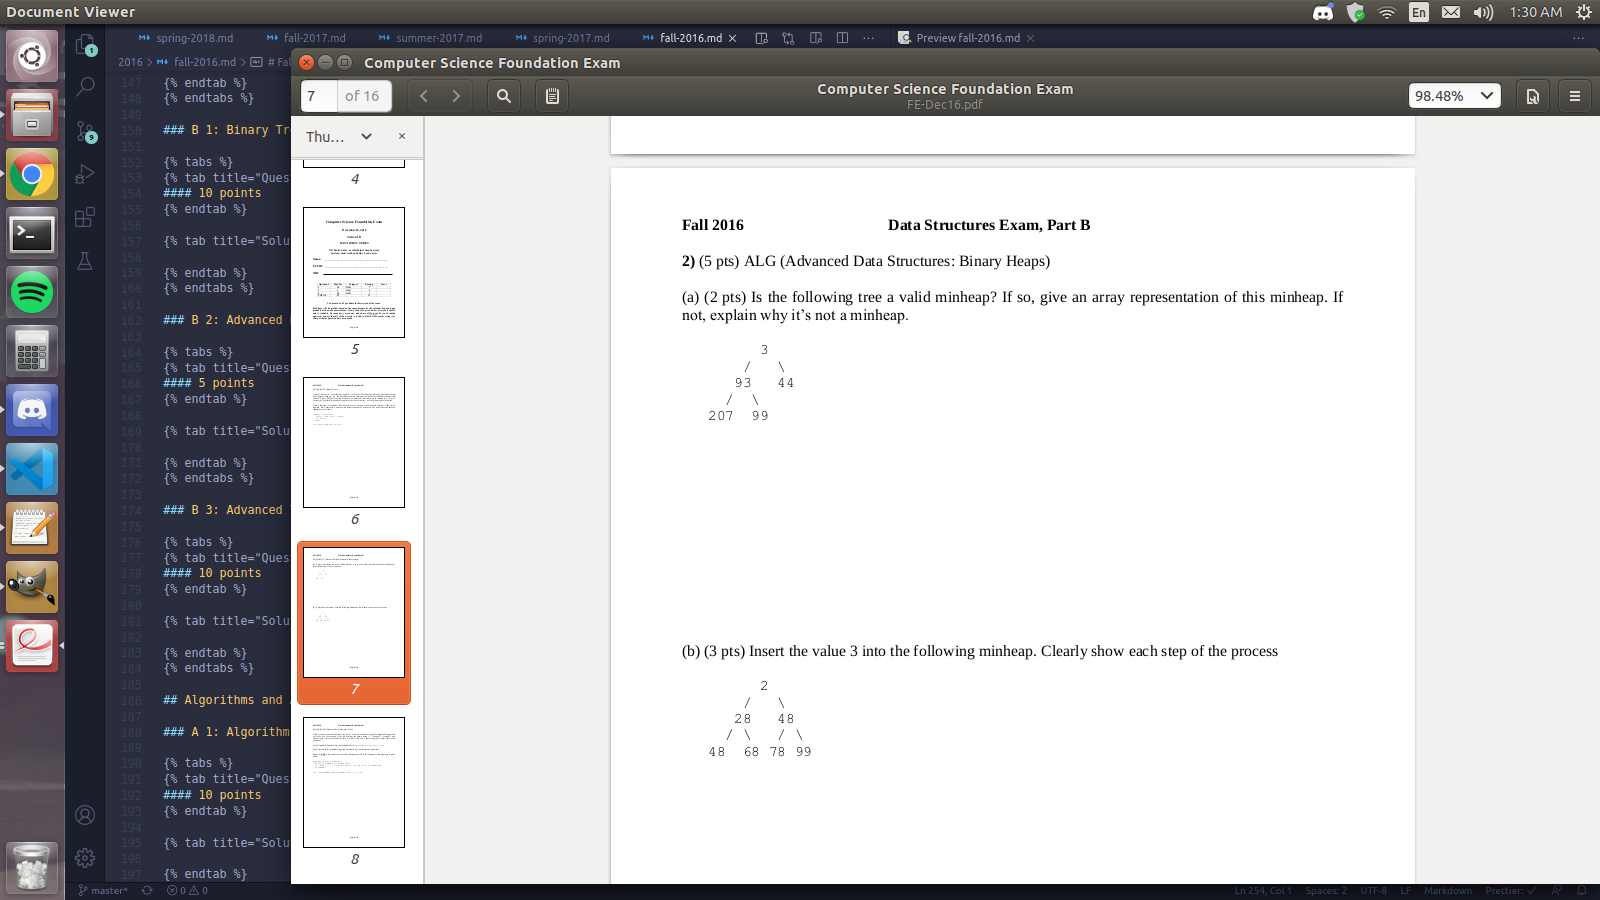 Document Viewer
En
1:30 AM
spring-2018.md
fall-2017.md
summer-2017.md
spring-2017.md
fall-2016.md
Preview fall-2016.md
2016 > fall-2016.md > # Fal
Computer Science Foundation Exam
7 of 16
Computer Science Foundation Exam
FE-Dec16.pdf
98.48%
Thu...
147 {% endtab %}
148 {% endtabs %}
149
150 ### B 1: Binary Tr
151
152 {% tabs %}
153 {% tab title="Ques
154 #### 10 points
155 {% endtab %}
156
157 {% tab title="Solu
158
159 {% endtab %}
160 {% endtabs %}
161
162 ### B 2: Advanced
163
164 {% tabs %}
165 {% tab title="Ques
166 #### 5 points
167 {% endtab %}
168
169 {% tab title="Solu
170
171 {% endtab %}
172 {% endtabs %}
173
174 ### B 3: Advanced
175
176 {% tabs %}
177 {% tab title="Ques
178 #### 10 points
179 {% endtab %}
180
181 {% tab title="Solu
182
183 {% endtab %}
184 {% endtabs %}
185
186 ## Algorithms and
187
188 ### A 1: Algorithm
189
190 {% tabs %}
191 {% tab title="Ques
192 #### 10 points
193 {% endtab %}
194
195 {% tab title="Solu
196
197 {% endtab %}
4
5
6
7
8
Fall 2016 Data Structures Exam, Part B
2) (5 pts) ALG (Advanced Data Structures: Binary Heaps)
(a) (2 pts) Is the following tree a valid minheap? If so, give an array representation of this minheap. If
not, explain why it’s not a minheap.
3
/ \
93 44
/ \
207 99
(b) (3 pts) Insert the value 3 into the following minheap. Clearly show each step of the process
2
/ \
28 48
/ \ / \
48 68 78 99
master*
0 0
Ln 254, Col 1
Spaces: 2
UTF-8
LF
Markdown
Prettier: ✓